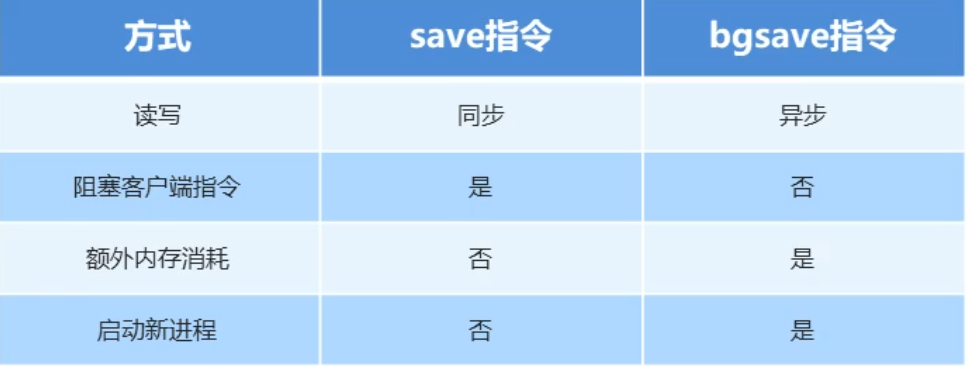 方式 save指令 bgsave指令
读写 同步 异步
阻塞客户端指令 是 否
额外内存消耗 否 是
启动新进程 否 是